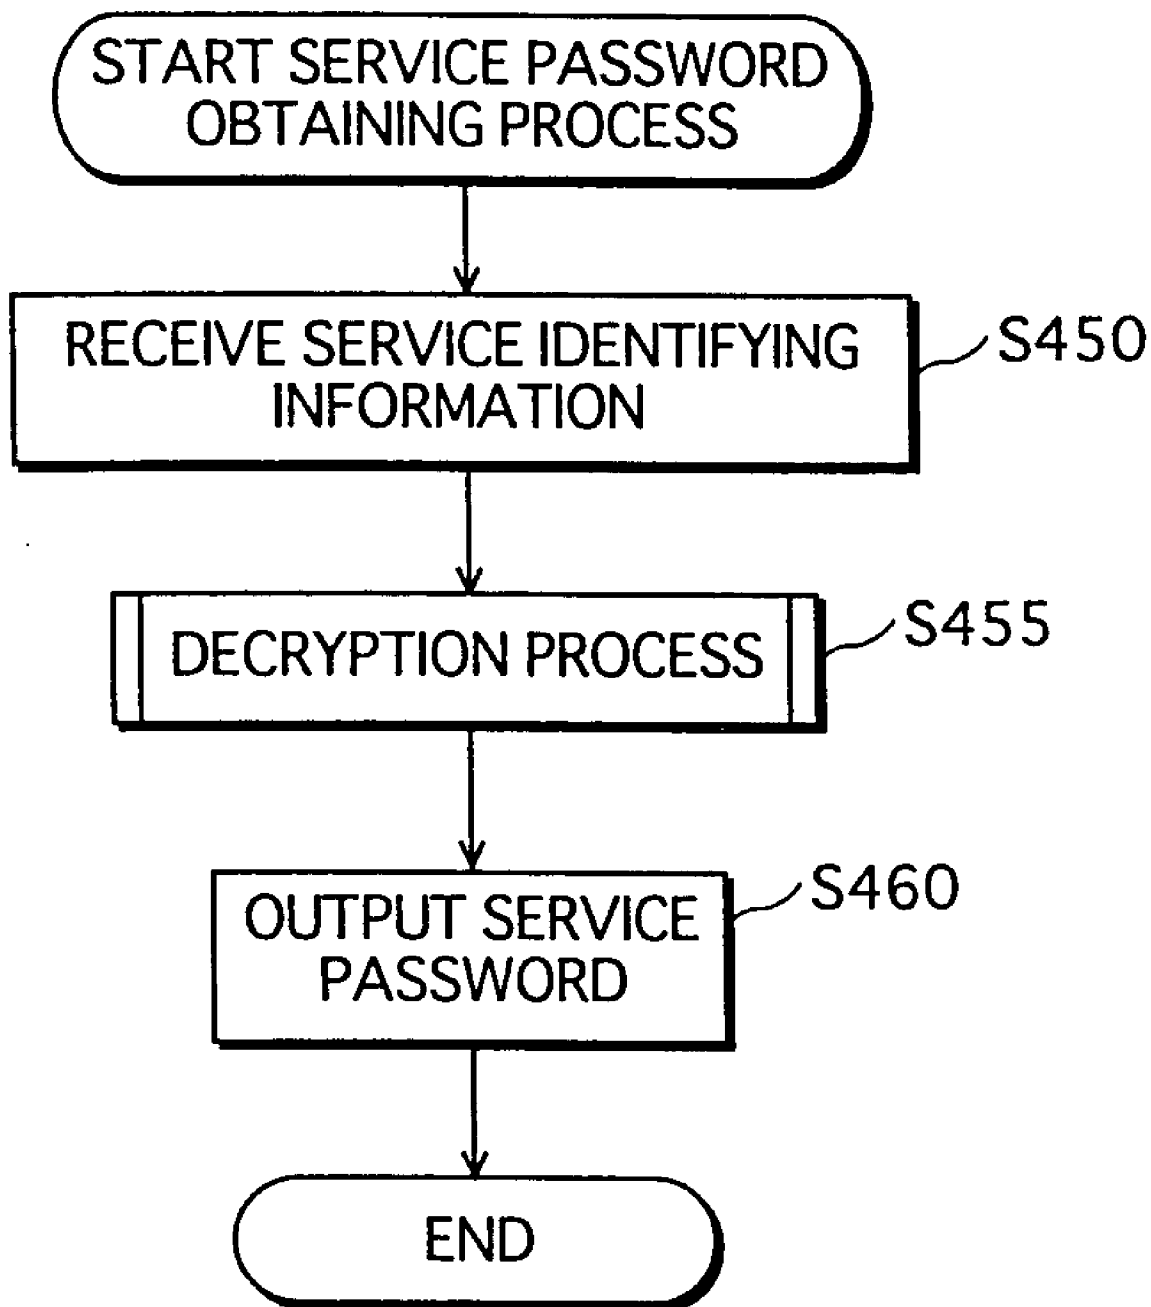 START SERVICE PASSWORD
OBTAINING PROCESS
RECEIVE SERVICE IDENTIFYING
INFORMATION
S450
DECRYPTION PROCESS
S455
OUTPUT SERVICE
PASSWORD
S460
END